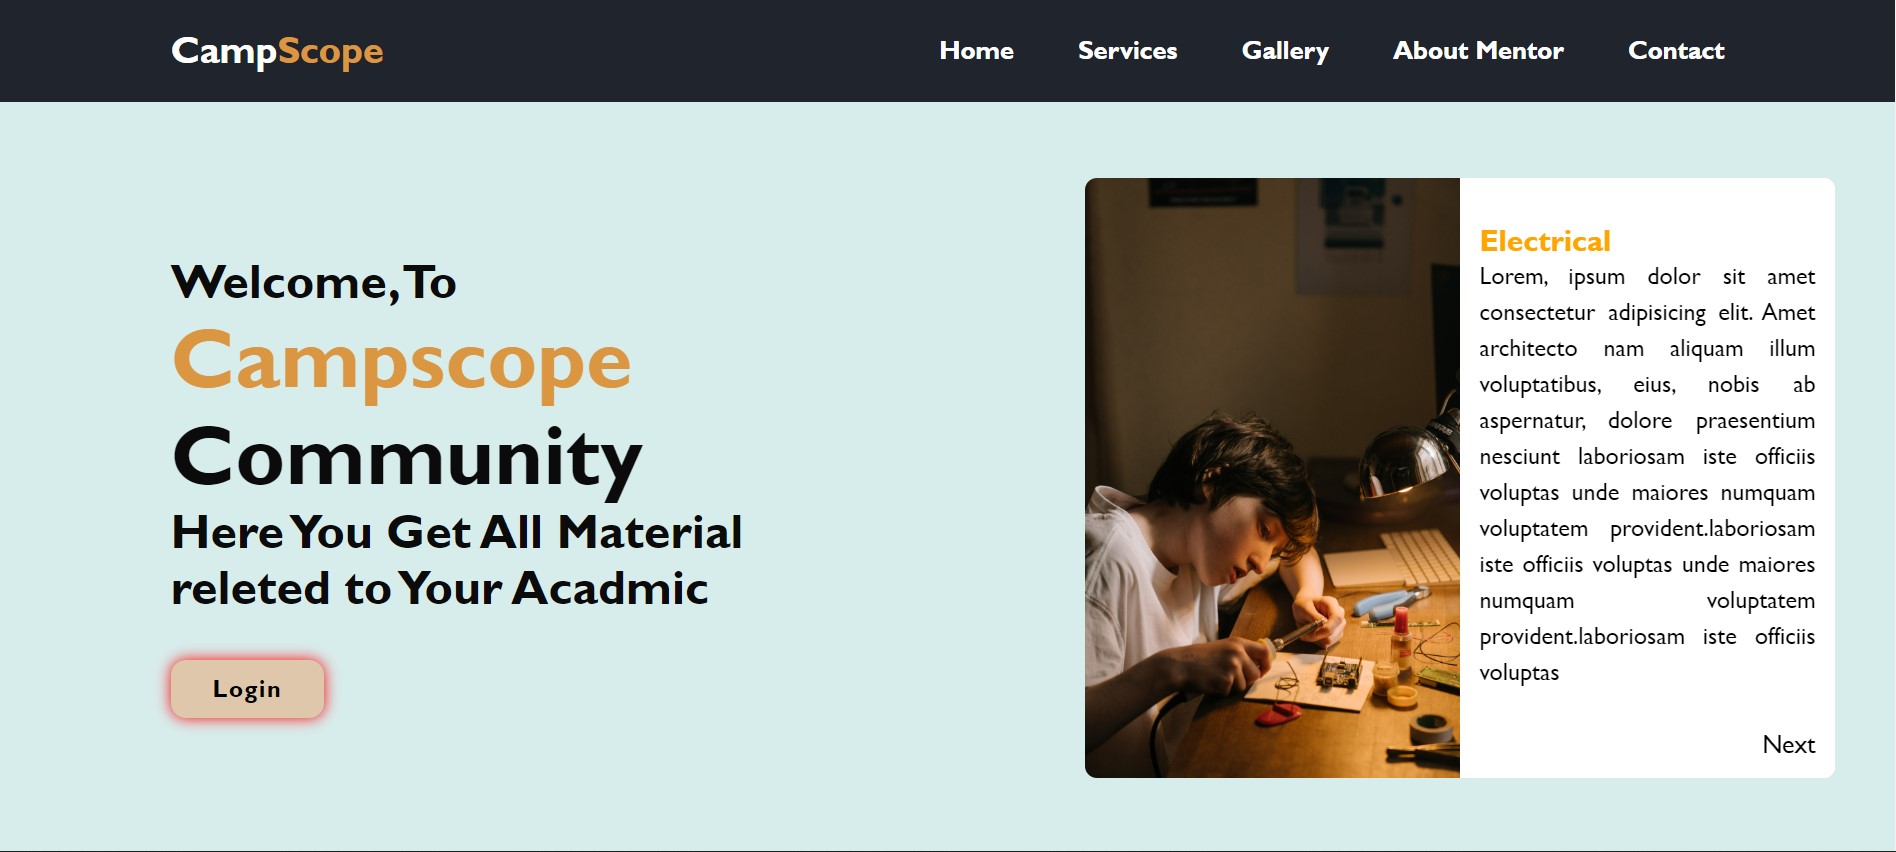 CampScope
Home Services Gallery About Mentor Contact
Welcome, To
Campscope
Community
Here You Get All Material
releted to Your Acadmic
Login
Electrical
Lorem, ipsum dolor sit amet
consectetur adipisicing elit. Amet
architecto nam aliquam illum
voluptatibus, eius, nobis ab
aspernatur, dolore praesentium
nesciunt laboriosam iste officiis
voluptas unde maiores numquam
voluptatem provident.laboriosam
iste officiis voluptas unde maiores
numquam voluptatem
provident.laboriosam iste officiis
voluptas
Next